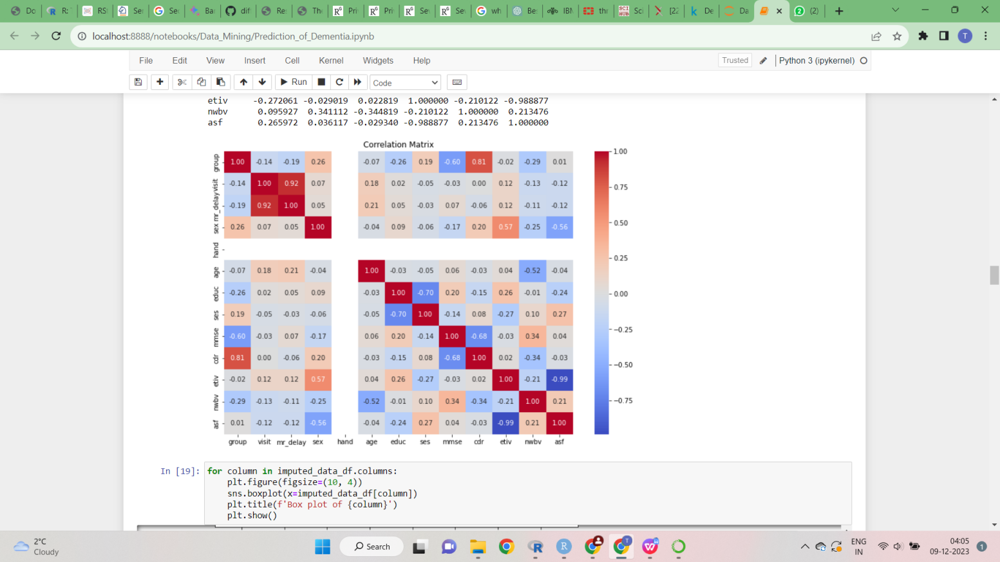 Do
R:
RS
Se
Sec
Ba
dif
Re:
The
Pri
Pri
Se
Se
wh
Be:
IBM
thr
Sci
[22
De
Da
(2)
localhost:8888/notebooks/Data_Mining/Prediction_of_Dementia.ipynb
T
File Edit View Insert Cell Kernel Widgets Help
Trusted Python 3 (ipykernel)
Run Code
etiv -0.272061 -0.029019 0.022819 1.000000 -0.210122 -0.988877
nwbv 0.095927 0.341112 -0.344819 -0.210122 1.000000 0.213476
asf 0.265972 0.036117 -0.029340 -0.988877 0.213476 1.000000
Correlation Matrix
group 1.00 -0.14 -0.19 0.26 -0.07 -0.26 0.19 -0.60 0.81 -0.02 -0.29 0.01
visit -0.14 1.00 0.92 0.07 0.18 0.02 -0.05 -0.03 0.00 0.12 -0.13 -0.12
mr_delay -0.19 0.92 1.00 0.05 0.21 0.05 -0.03 0.07 -0.06 0.12 -0.11 -0.12
sex 0.26 0.07 0.05 1.00 -0.04 0.09 -0.06 -0.17 0.20 0.57 -0.25 -0.56
hand
age -0.07 0.18 0.21 -0.04 1.00 -0.03 -0.05 0.06 -0.03 0.04 -0.52 -0.04
educ -0.26 0.02 0.05 0.09 -0.03 1.00 -0.70 0.20 -0.15 0.26 -0.01 -0.24
ses 0.19 -0.05 -0.03 -0.06 -0.05 -0.70 1.00 -0.14 0.08 -0.27 0.10 0.27
mmse -0.60 -0.03 0.07 -0.17 0.06 0.20 -0.14 1.00 -0.68 -0.03 0.34 0.04
cdr 0.81 0.00 -0.06 0.20 -0.03 -0.15 0.08 -0.68 1.00 0.02 -0.34 -0.03
etiv -0.02 0.12 0.12 0.57 0.04 0.26 -0.27 -0.03 0.02 1.00 -0.21 -0.99
nwbv -0.29 -0.13 -0.11 -0.25 -0.52 -0.01 0.10 0.34 -0.34 -0.21 1.00 0.21
asf 0.01 -0.12 -0.12 -0.56 -0.04 -0.24 0.27 0.04 -0.03 -0.99 0.21 1.00
group visit mr_delay sex hand age educ ses mmse cdr etiv nwbv asf
1.00
0.75
0.50
0.25
0.00
−0.25
−0.50
−0.75
In [19]: for column in imputed_data_df.columns:
plt.figure(figsize=(10, 4))
sns.boxplot(x=imputed_data_df[column])
plt.title(f'Box plot of {column}')
plt.show()
2°C
Cloudy
Search
ENG
IN
04:05
09-12-2023
1